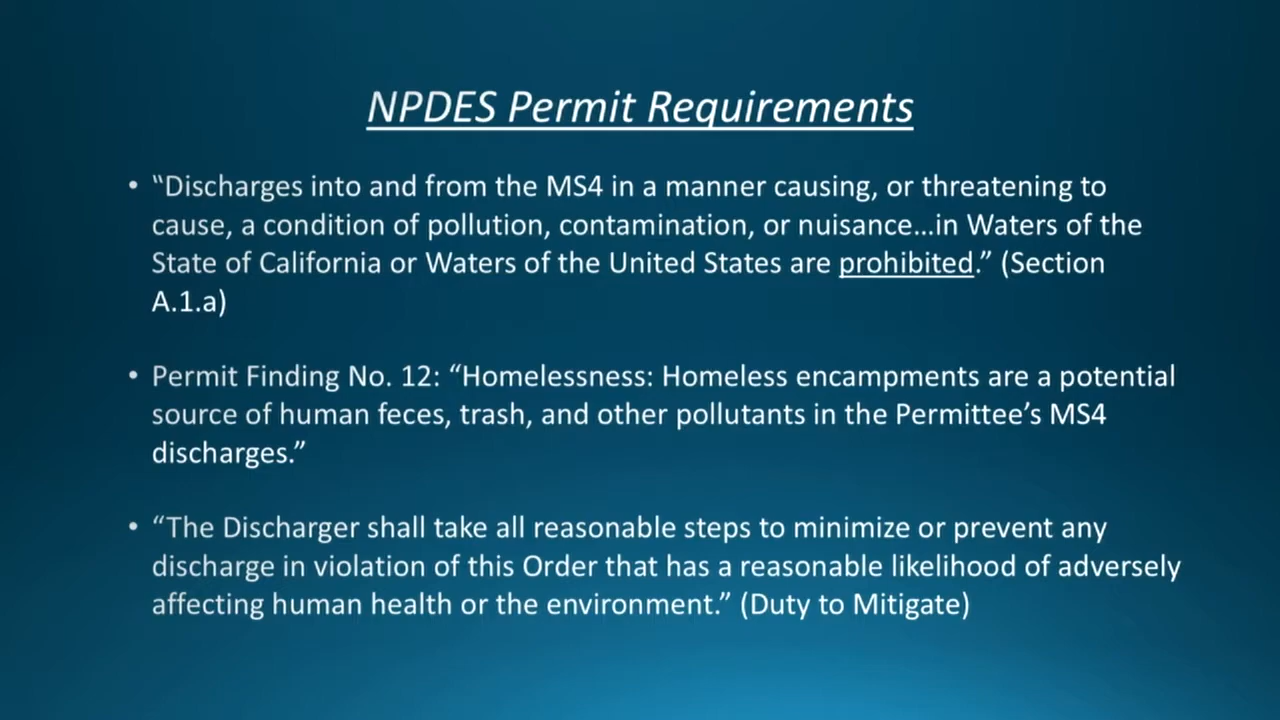 NPDES Permit Requirements
• “Discharges into and from the MS4 in a manner causing, or threatening to
cause, a condition of pollution, contamination, or nuisance…in Waters of the
State of California or Waters of the United States are prohibited.” (Section
A.1.a)
• Permit Finding No. 12: “Homelessness: Homeless encampments are a potential
source of human feces, trash, and other pollutants in the Permittee’s MS4
discharges.”
• “The Discharger shall take all reasonable steps to minimize or prevent any
discharge in violation of this Order that has a reasonable likelihood of adversely
affecting human health or the environment.” (Duty to Mitigate)